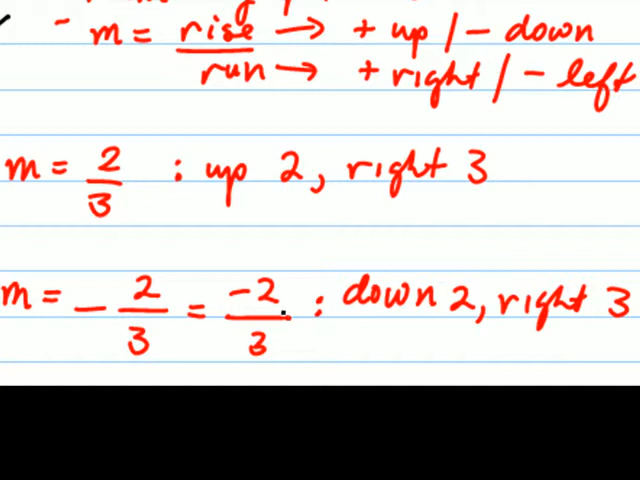 - m = rise → + up / - down
run → + right / - left
m = 2/3 : up 2, right 3
m = - 2/3 = -2/3 : down 2, right 3